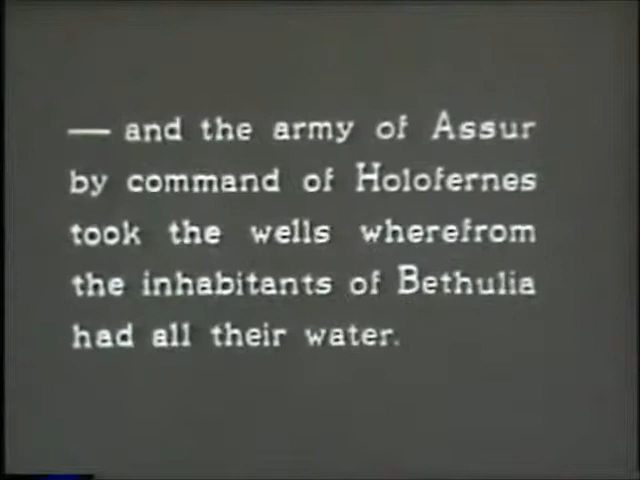 — and the army of Assur
by command of Holofernes
took the wells wherefrom
the inhabitants of Bethulia
had all their water.